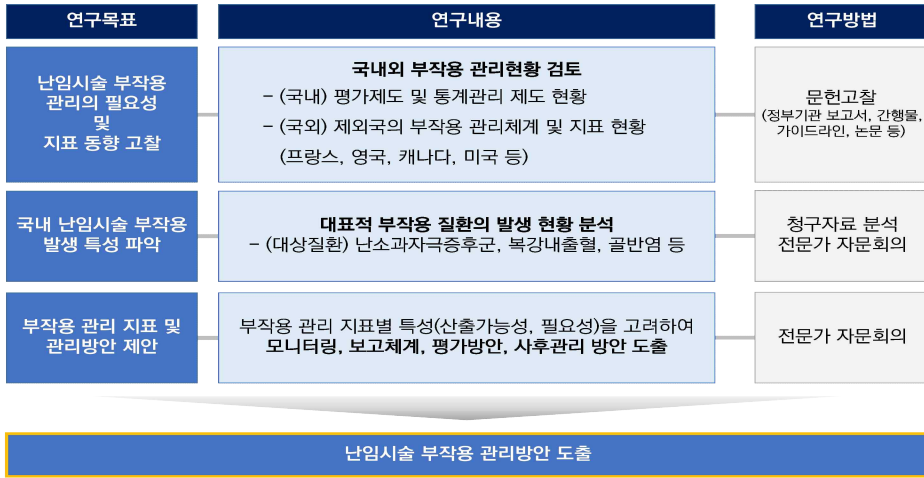 연구목표
연구내용
연구방법
난임시술 부작용
관리의 필요성
및
지표 동향 고찰
국내외 부작용 관리현황 검토
- (국내) 평가제도 및 통계관리 제도 현황
- (국외) 제외국의 부작용 관리체계 및 지표 현황
(프랑스, 영국, 캐나다, 미국 등)
문헌고찰
(정부기관 보고서, 간행물,
가이드라인, 논문 등)
국내 난임시술 부작용
발생 특성 파악
대표적 부작용 질환의 발생 현황 분석
- (대상질환) 난소과자극증후군, 복강내출혈, 골반염 등
청구자료 분석
전문가 자문회의
부작용 관리 지표 및
관리방안 제안
부작용 관리 지표별 특성(산출가능성, 필요성)을 고려하여
모니터링, 보고체계, 평가방안, 사후관리 방안 도출
전문가 자문회의
난임시술 부작용 관리방안 도출